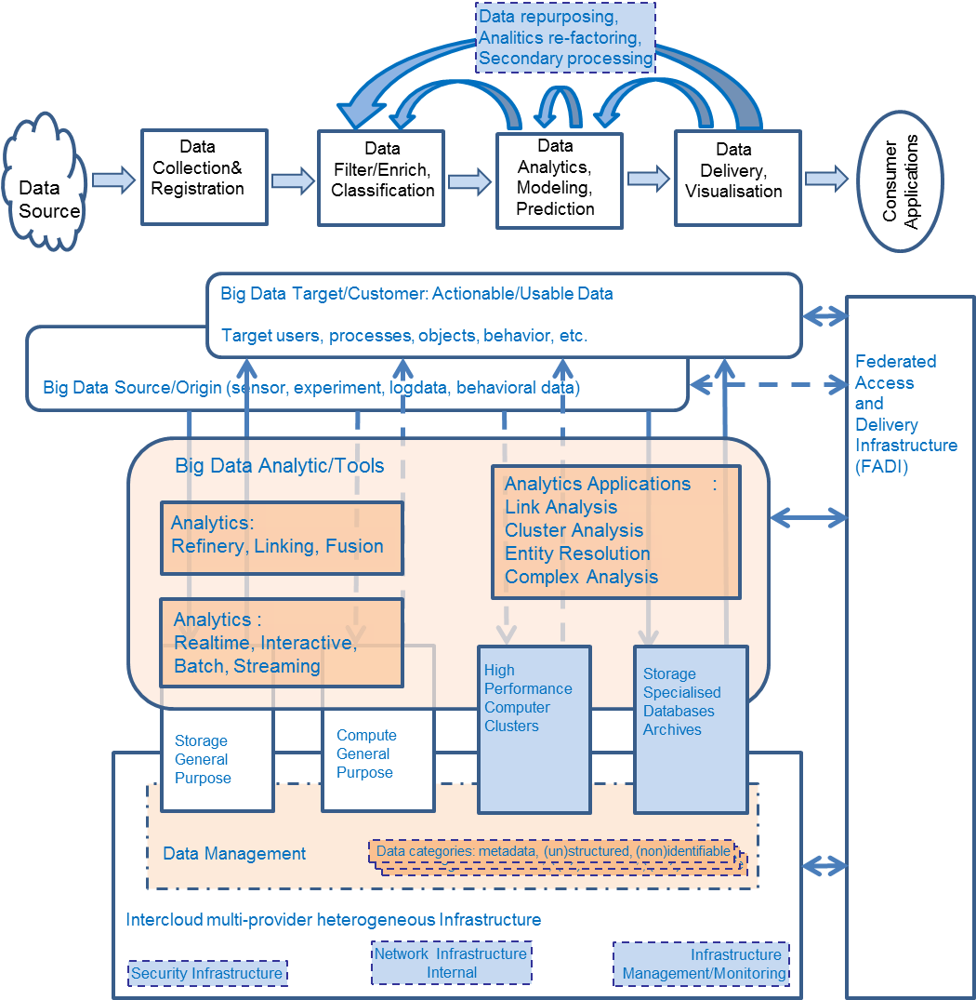 Data repurposing,
Analitics re-factoring,
Secondary processing
Data
Source
Data
Collection&
Registration
Data
Filter/Enrich,
Classification
Data
Analytics,
Modeling,
Prediction
Data
Delivery,
Visualisation
Consumer
Applications
Big Data Target/Customer: Actionable/Usable Data
Target users, processes, objects, behavior, etc.
Big Data Source/Origin (sensor, experiment, logdata, behavioral data)
Federated
Access
and
Delivery
Infrastructure
(FADI)
Big Data Analytic/Tools
Analytics:
Refinery, Linking, Fusion
Analytics :
Realtime, Interactive,
Batch, Streaming
Analytics Applications :
Link Analysis
Cluster Analysis
Entity Resolution
Complex Analysis
Storage
General
Purpose
Compute
General
Purpose
High
Performance
Computer
Clusters
Storage
Specialised
Databases
Archives
Data Management
Data categories: metadata, (un)structured, (non)identifiable
Intercloud multi-provider heterogeneous Infrastructure
Security Infrastructure
Network Infrastructure
Internal
Infrastructure
Management/Monitoring